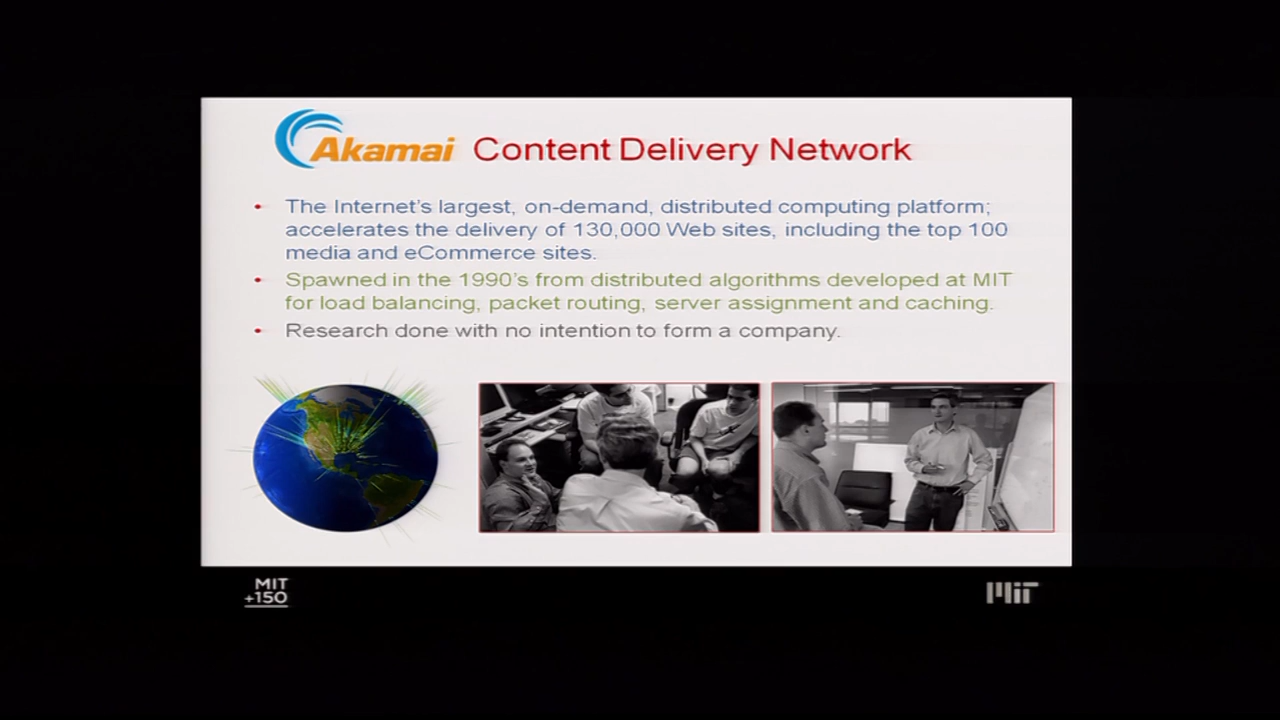 Akamai Content Delivery Network
• The Internet's largest, on-demand, distributed computing platform;
accelerates the delivery of 130,000 Web sites, including the top 100
media and eCommerce sites.
• Spawned in the 1990's from distributed algorithms developed at MIT
for load balancing, packet routing, server assignment and caching.
• Research done with no intention to form a company.
MIT
+150
MIT